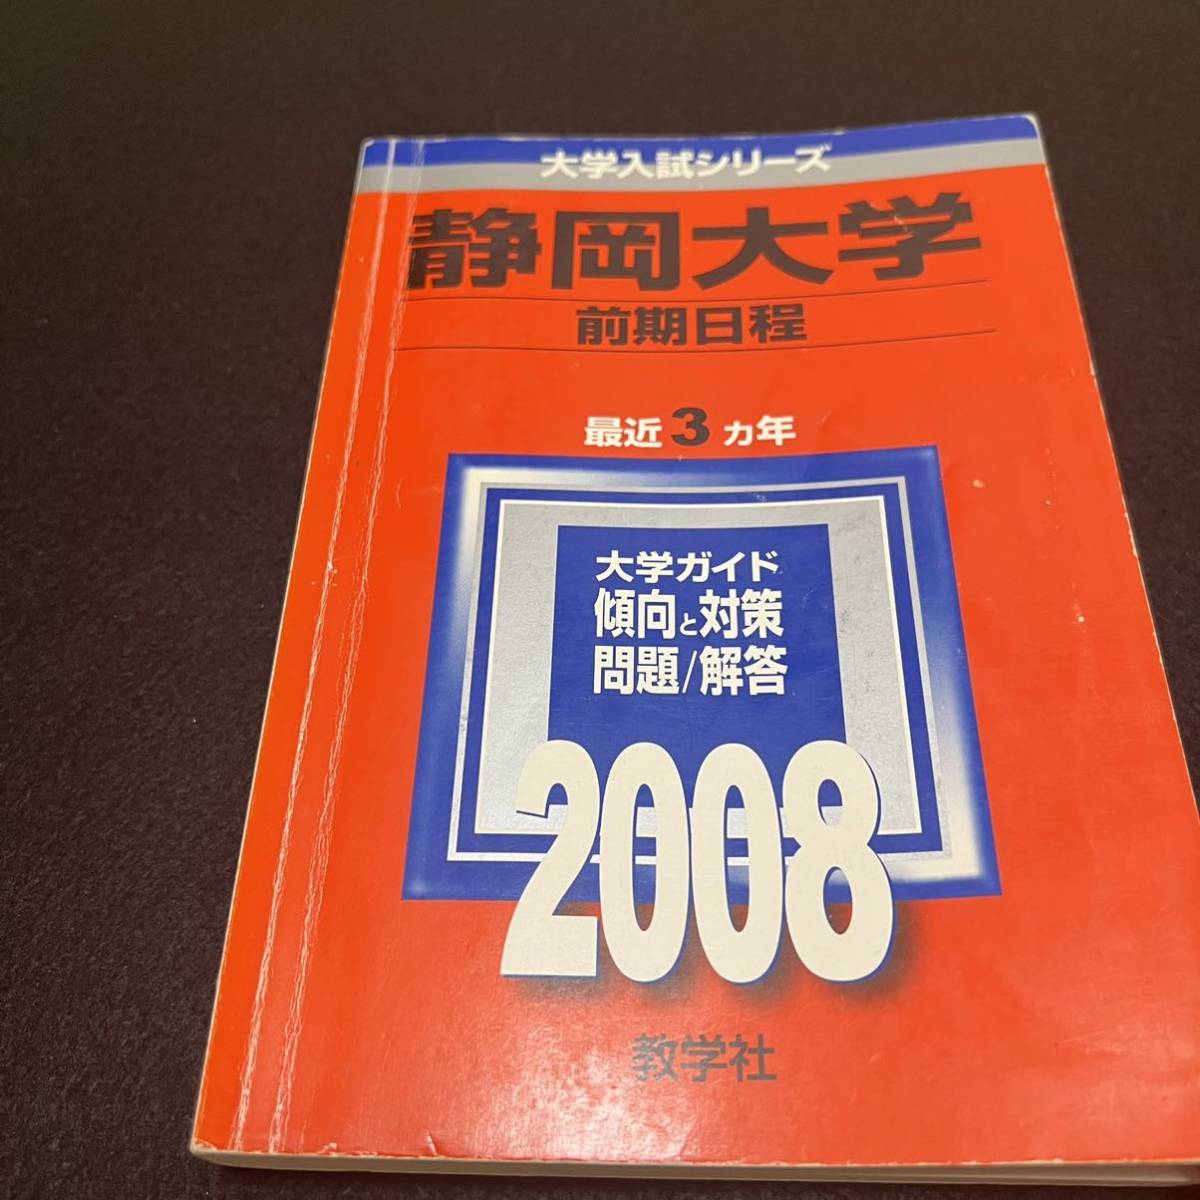 大学入試シリーズ
静岡大学
前期日程
最近3ヵ年
大学ガイド
傾向と対策
問題/解答
2008
教学社